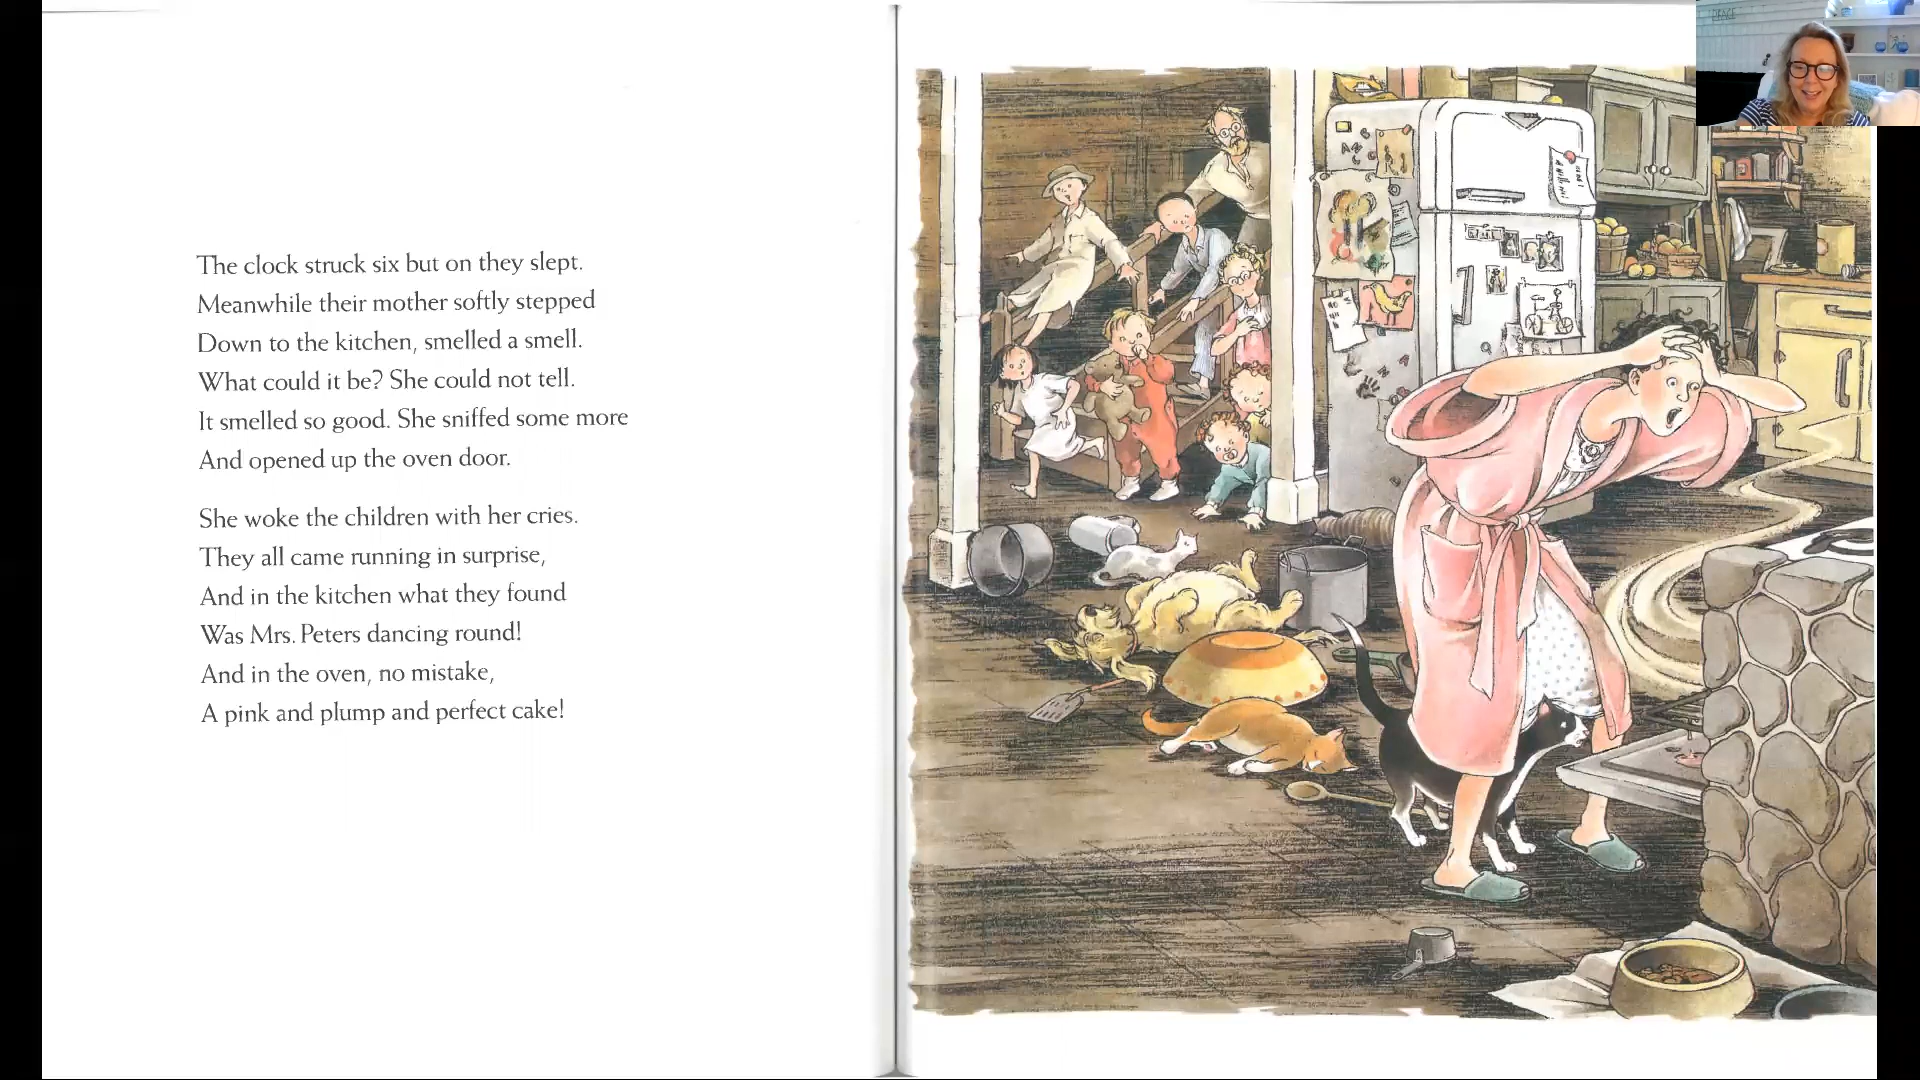 The clock struck six but on they slept.
Meanwhile their mother softly stepped
Down to the kitchen, smelled a smell.
What could it be? She could not tell.
It smelled so good. She sniffed some more
And opened up the oven door.
She woke the children with her cries.
They all came running in surprise,
And in the kitchen what they found
Was Mrs. Peters dancing round!
And in the oven, no mistake,
A pink and plump and perfect cake!